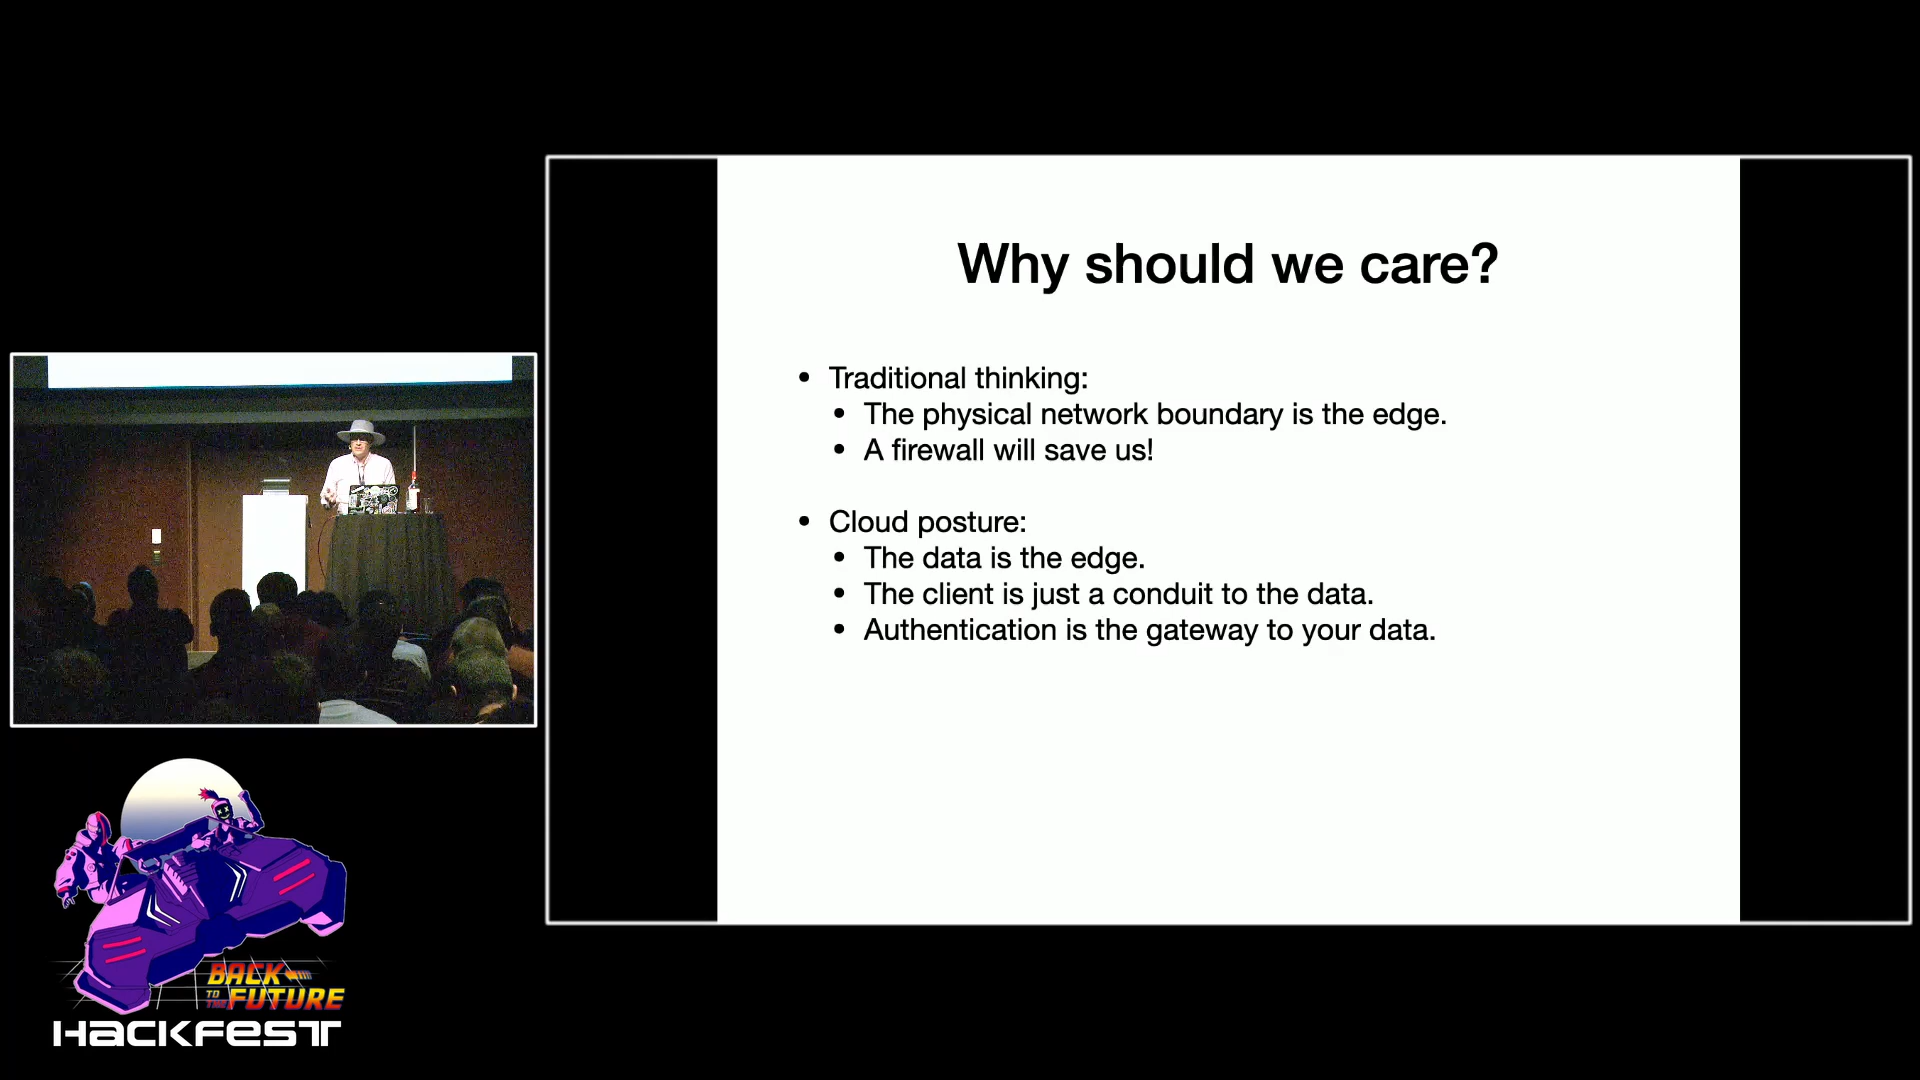 Why should we care?
• Traditional thinking:
• The physical network boundary is the edge.
• A firewall will save us!
• Cloud posture:
• The data is the edge.
• The client is just a conduit to the data.
• Authentication is the gateway to your data.
BACK
TO THE FUTURE
HACKFEST